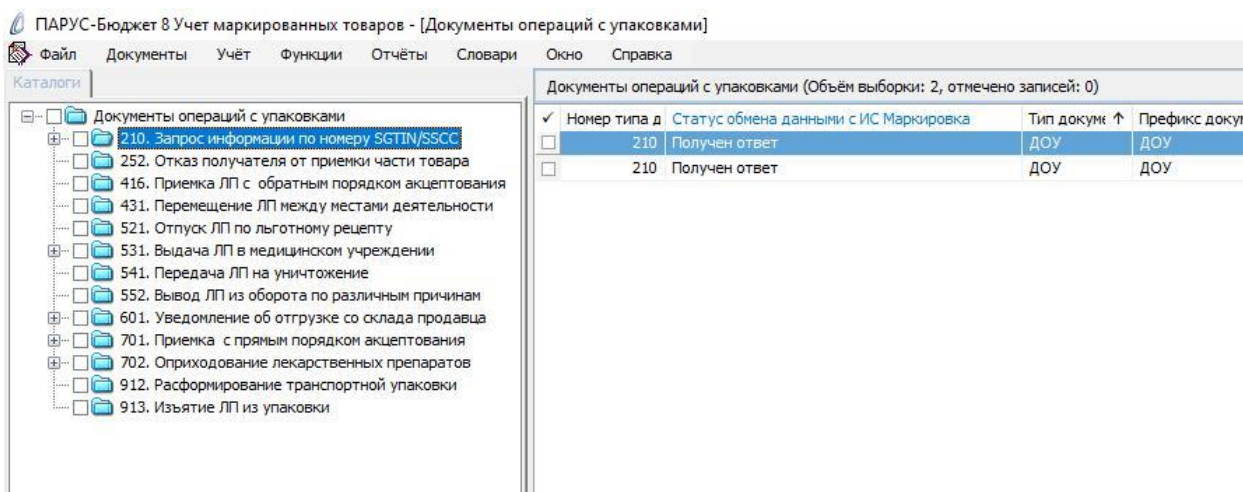 ПАРУС-Бюджет 8 Учет маркированных товаров - [Документы операций с упаковками]
Файл Документы Учёт Функции Отчёты Словари Окно Справка
Каталоги
Документы операций с упаковками
210. Запрос информации по номеру SGTIN/SSCC
252. Отказ получателя от приемки части товара
416. Приемка ЛП с обратным порядком акцептования
431. Перемещение ЛП между местами деятельности
521. Отпуск ЛП по льготному рецепту
531. Выдача ЛП в медицинском учреждении
541. Передача ЛП на уничтожение
552. Вывод ЛП из оборота по различным причинам
601. Уведомление об отгрузке со склада продавца
701. Приемка с прямым порядком акцептования
702. Оприходование лекарственных препаратов
912. Расформирование транспортной упаковки
913. Изъятие ЛП из упаковки
Документы операций с упаковками (Объём выборки: 2, отмечено записей: 0)
✓ Номер типа д Статус обмена данными с ИС Маркировка Тип докуме ↑ Префикс докум
210 Получен ответ ДОУ ДОУ
210 Получен ответ ДОУ ДОУ